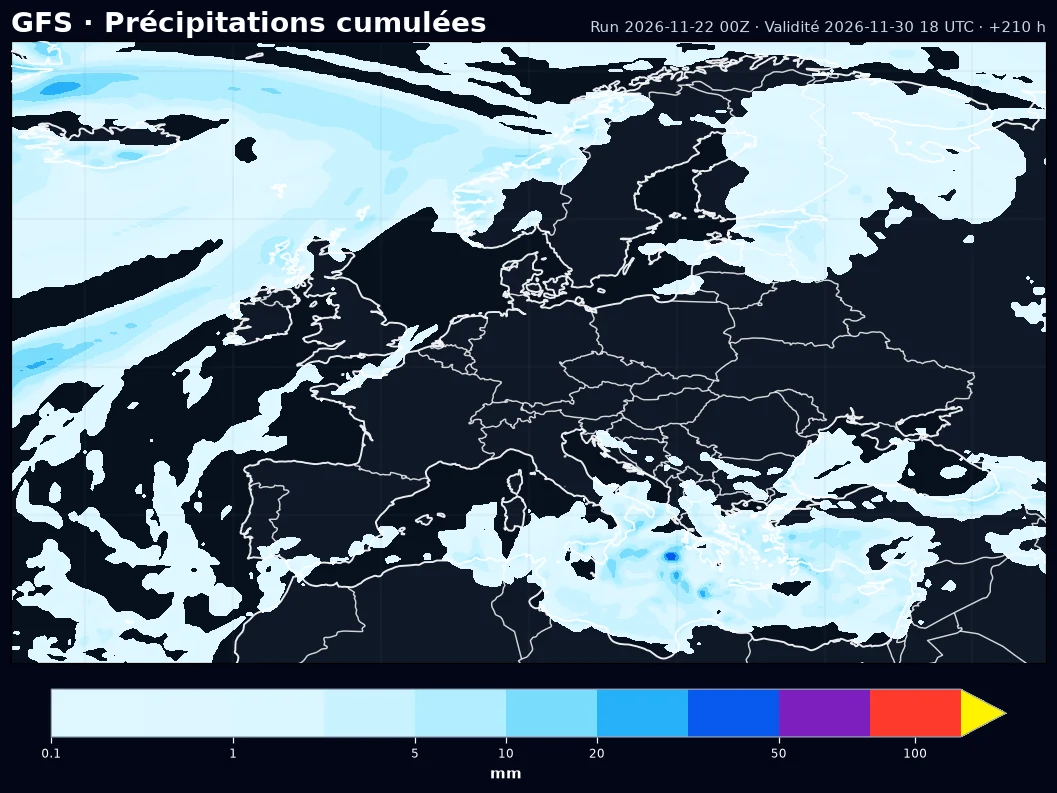 GFS · Précipitations cumulées
Run 2026-11-22 00Z · Validité 2026-11-30 18 UTC · +210 h
0.1 1 5 10 20 50 100
mm